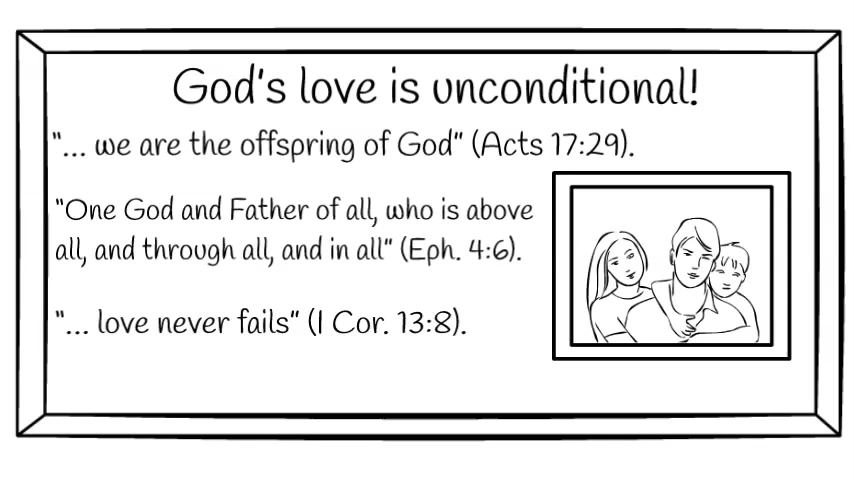 God's love is unconditional!
"... we are the offspring of God" (Acts 17:29).
"One God and Father of all, who is above
all, and through all, and in all" (Eph. 4:6).
"... love never fails" (I Cor. 13:8).